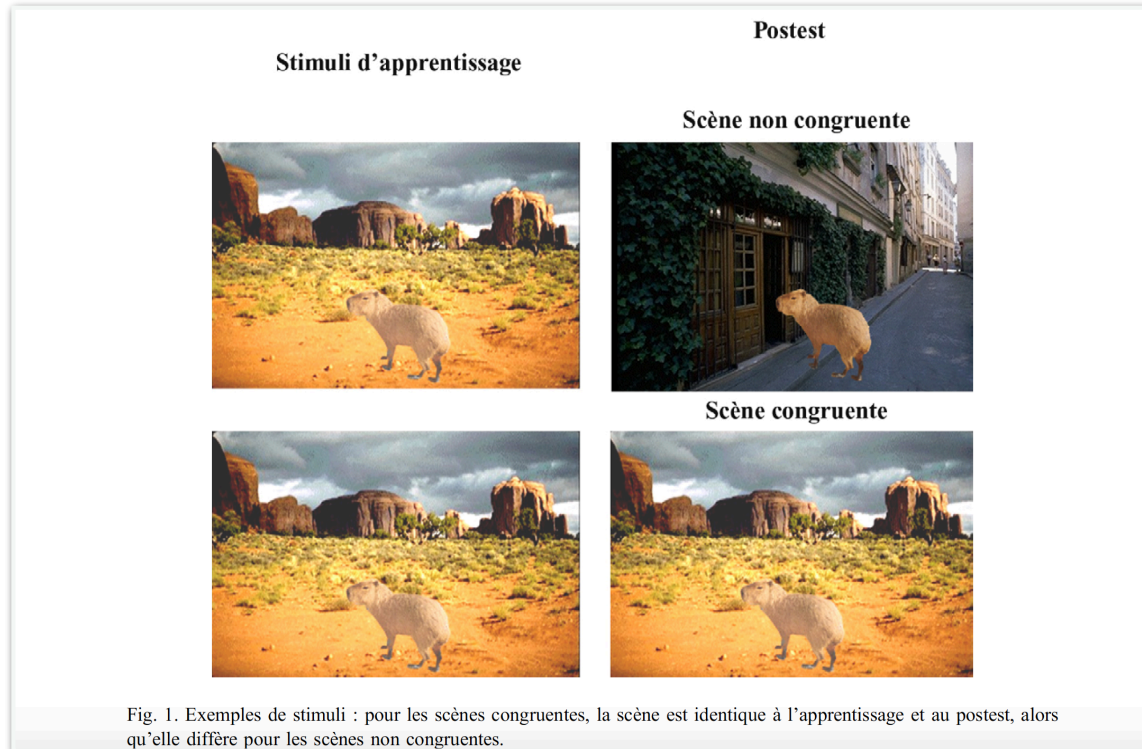 Postest
Stimuli d’apprentissage
Scène non congruente
Scène congruente
Fig. 1. Exemples de stimuli : pour les scènes congruentes, la scène est identique à l’apprentissage et au postest, alors
qu’elle diffère pour les scènes non congruentes.